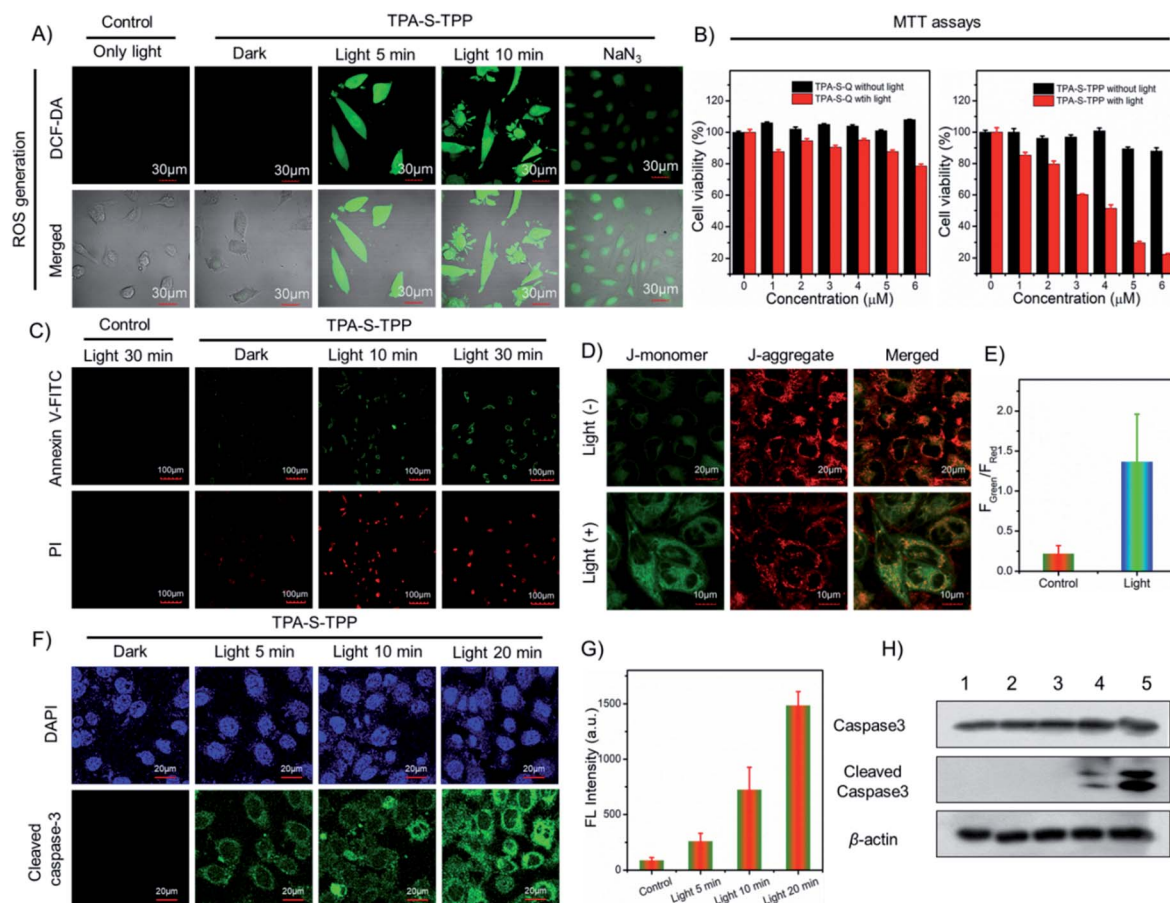 A)
Control
TPA-S-TPP
Only light
Dark
Light 5 min
Light 10 min
NaN3
ROS generation
DCF-DA
30μm
30μm
30μm
30μm
30μm
Merged
30μm
30μm
30μm
30μm
30μm
B)
MTT assays
TPA-S-Q without light
TPA-S-Q wtih light
Cell viability (%)
120
100
80
60
40
20
0 1 2 3 4 5 6
Concentration (μM)
TPA-S-TPP without light
TPA-S-TPP with light
Cell viability (%)
120
100
80
60
40
20
0 1 2 3 4 5 6
Concentration (μM)
C)
Control
TPA-S-TPP
Light 30 min
Dark
Light 10 min
Light 30 min
Annexin V-FITC
100μm
100μm
100μm
100μm
PI
100μm
100μm
100μm
100μm
D)
J-monomer
J-aggregate
Merged
Light (-)
20μm
20μm
20μm
Light (+)
10μm
10μm
10μm
E)
FGreen/FRed
2.0
1.5
1.0
0.5
0.0
Control
Light
F)
TPA-S-TPP
Dark
Light 5 min
Light 10 min
Light 20 min
DAPI
20μm
20μm
20μm
20μm
Cleaved
caspase-3
20μm
20μm
20μm
20μm
G)
FL Intensity (a.u.)
1500
1000
500
0
Control
Light 5 min
Light 10 min
Light 20 min
H)
1 2 3 4 5
Caspase3
Cleaved
Caspase3
β-actin